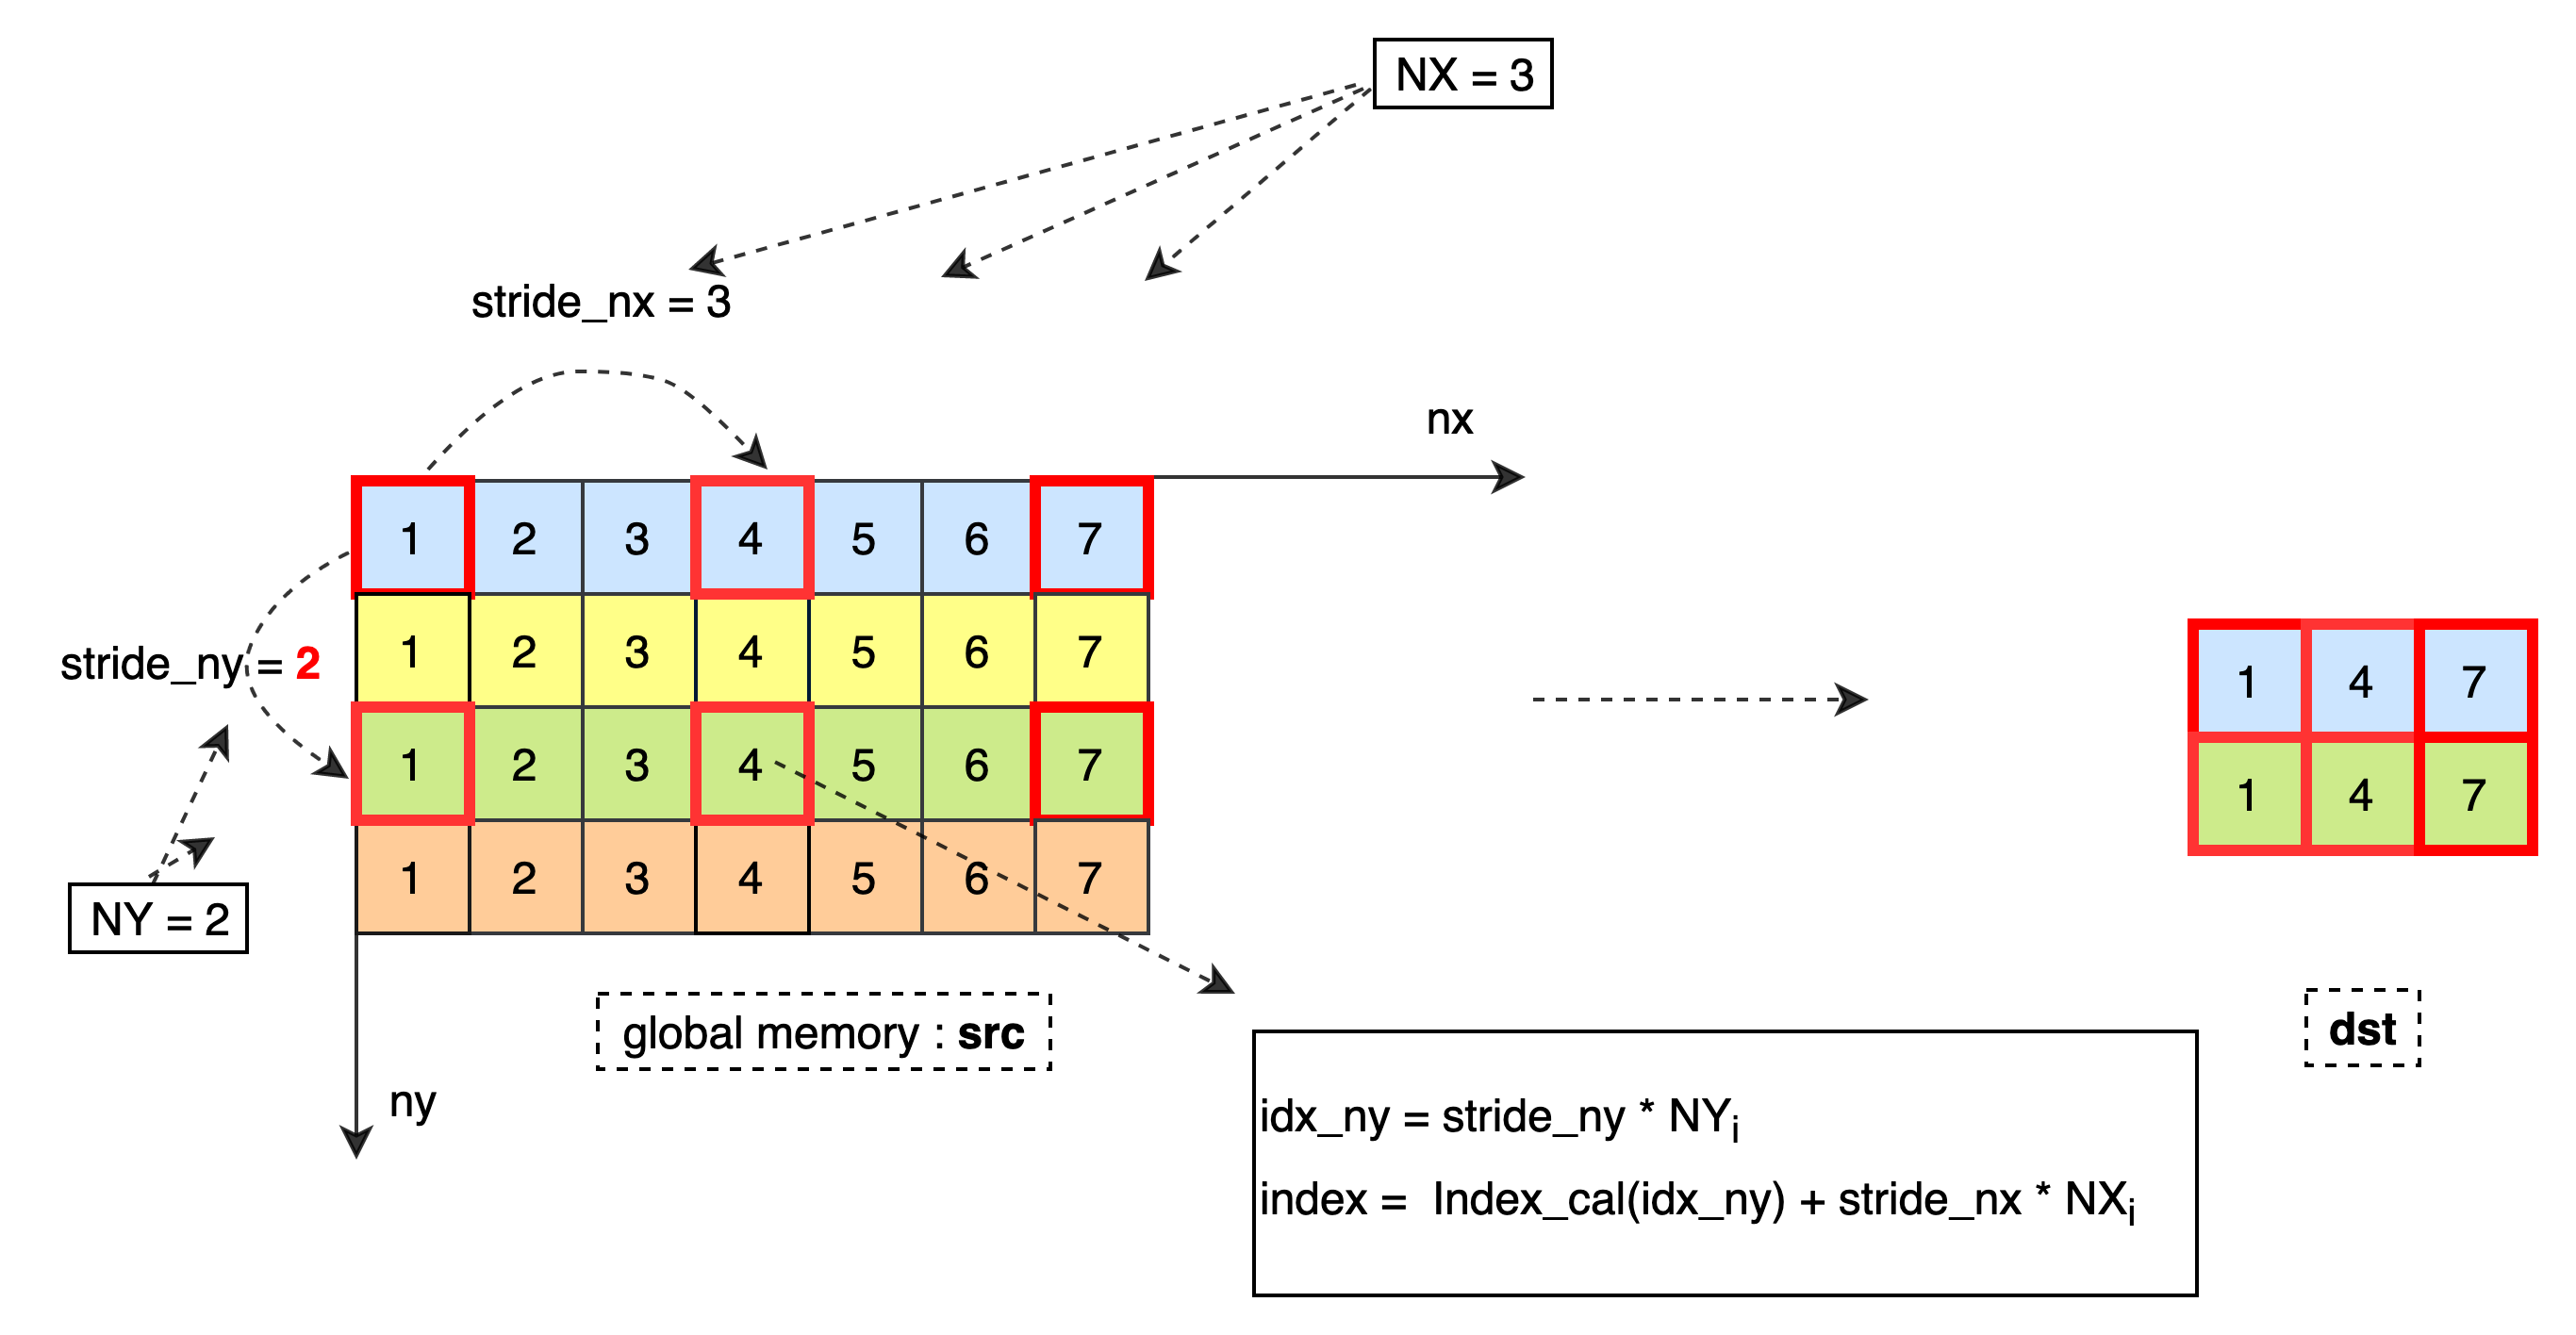 NX = 3
stride_nx = 3
nx
1 2 3 4 5 6 7
1 2 3 4 5 6 7
stride_ny = 2
1 2 3 4 5 6 7
1 2 3 4 5 6 7
NY = 2
1 4 7
1 4 7
global memory : src
dst
ny
idx_ny = stride_ny * NYi
index = Index_cal(idx_ny) + stride_nx * NXi